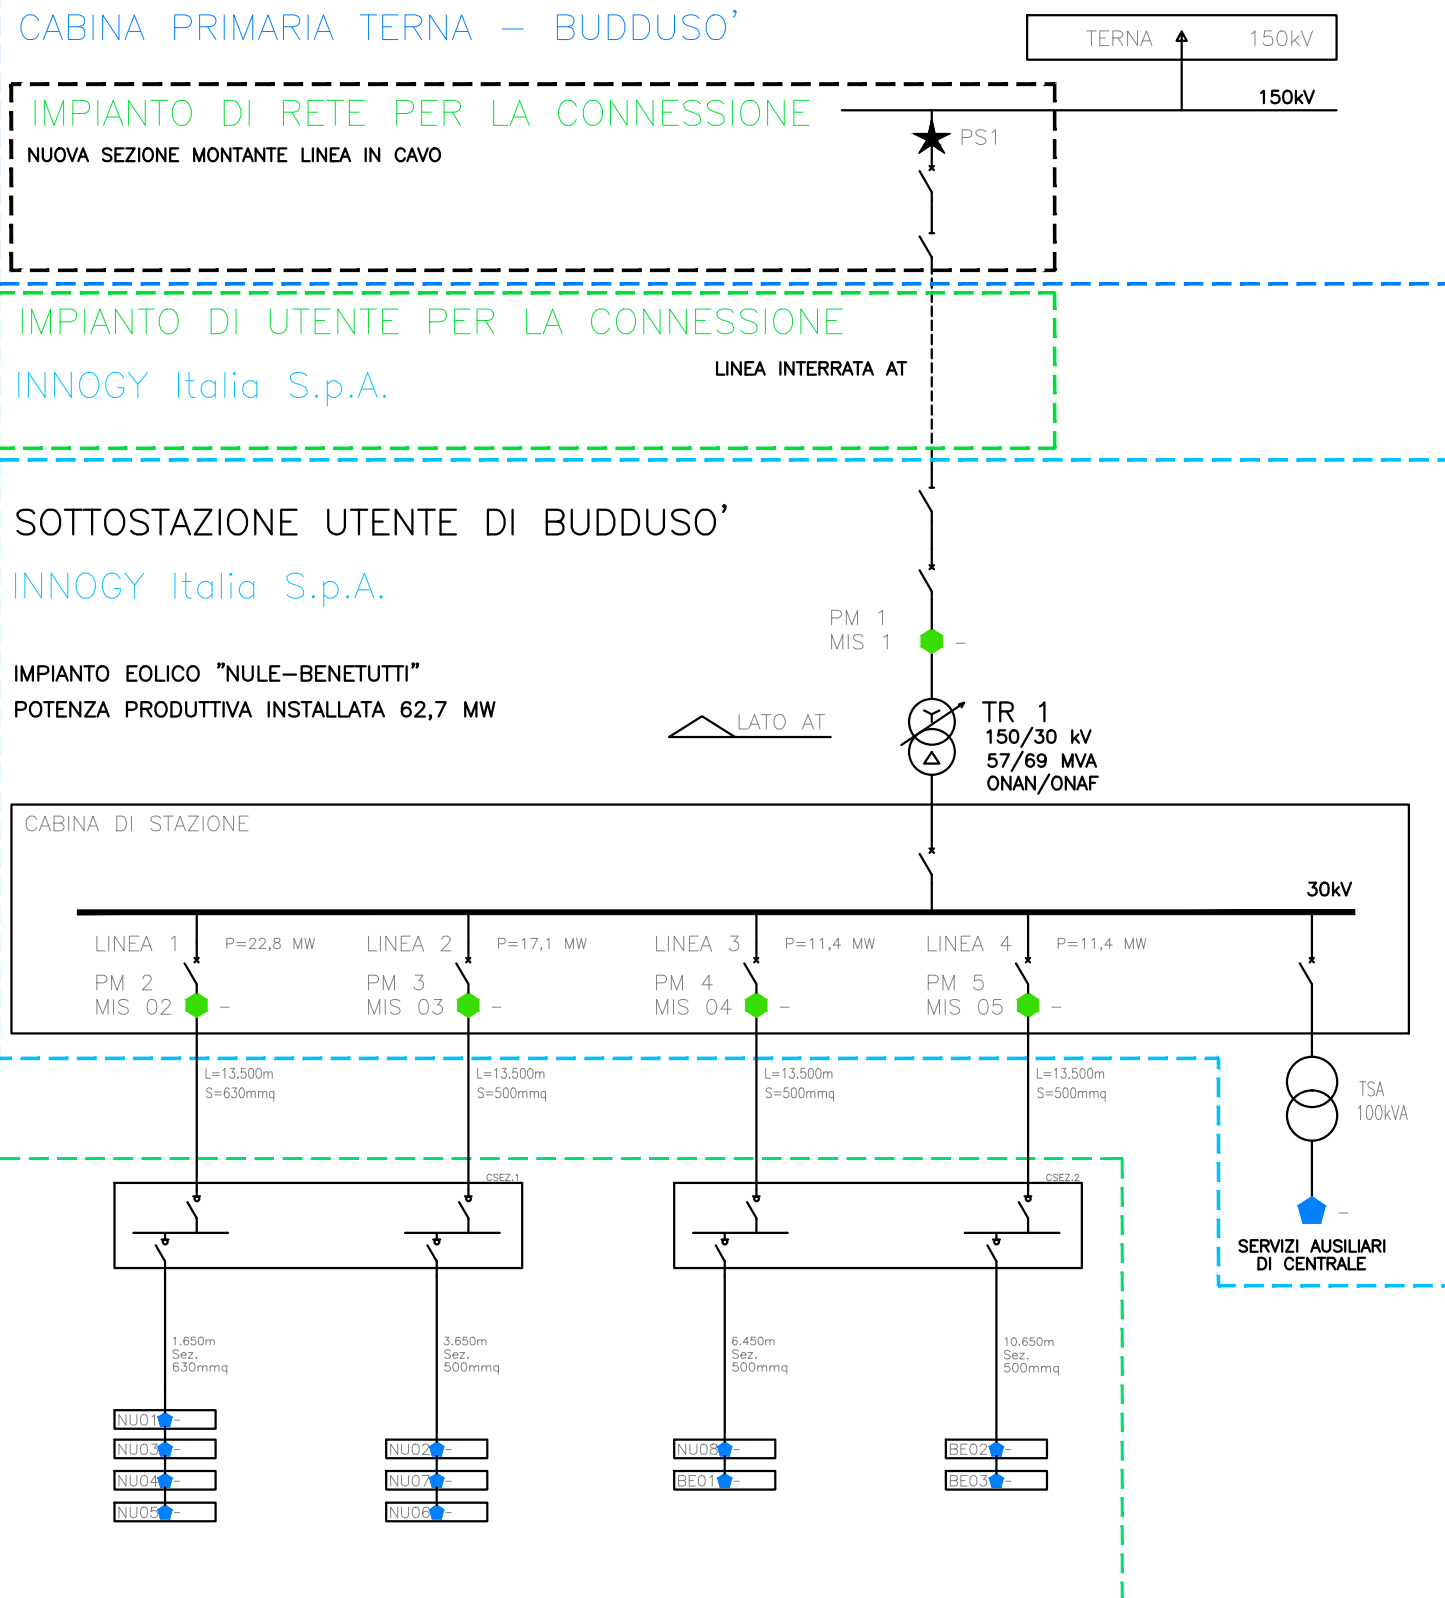 CABINA PRIMARIA TERNA – BUDDUSO'
TERNA 150kV
150kV
IMPIANTO DI RETE PER LA CONNESSIONE
NUOVA SEZIONE MONTANTE LINEA IN CAVO
PS1
IMPIANTO DI UTENTE PER LA CONNESSIONE
INNOGY Italia S.p.A.
LINEA INTERRATA AT
SOTTOSTAZIONE UTENTE DI BUDDUSO'
INNOGY Italia S.p.A.
PM 1
MIS 1 –
IMPIANTO EOLICO "NULE–BENETUTTI"
POTENZA PRODUTTIVA INSTALLATA 62,7 MW
LATO AT
TR 1
150/30 kV
57/69 MVA
ONAN/ONAF
CABINA DI STAZIONE
30kV
LINEA 1 P=22,8 MW
PM 2
MIS 02 –
LINEA 2 P=17,1 MW
PM 3
MIS 03 –
LINEA 3 P=11,4 MW
PM 4
MIS 04 –
LINEA 4 P=11,4 MW
PM 5
MIS 05 –
L=13.500m
S=630mmq
L=13.500m
S=500mmq
L=13.500m
S=500mmq
L=13.500m
S=500mmq
TSA
100kVA
CSEZ.1
CSEZ.2
–
SERVIZI AUSILIARI
DI CENTRALE
1.650m
Sez.
630mmq
3.650m
Sez.
500mmq
6.450m
Sez.
500mmq
10.650m
Sez.
500mmq
NU01 –
NU03 –
NU04 –
NU05 –
NU02 –
NU07 –
NU06 –
NU08 –
BE01 –
BE02 –
BE03 –